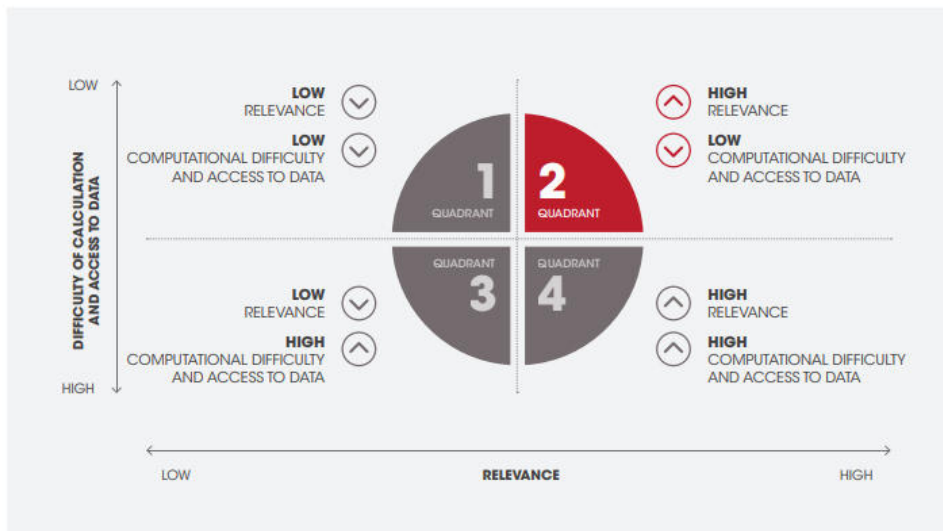 LOW
DIFFICULTY OF CALCULATION
AND ACCESS TO DATA
HIGH
LOW
RELEVANCE
LOW
COMPUTATIONAL DIFFICULTY
AND ACCESS TO DATA
1
QUADRANT
2
QUADRANT
HIGH
RELEVANCE
LOW
COMPUTATIONAL DIFFICULTY
AND ACCESS TO DATA
LOW
RELEVANCE
HIGH
COMPUTATIONAL DIFFICULTY
AND ACCESS TO DATA
QUADRANT
3
QUADRANT
4
HIGH
RELEVANCE
HIGH
COMPUTATIONAL DIFFICULTY
AND ACCESS TO DATA
LOW
RELEVANCE
HIGH